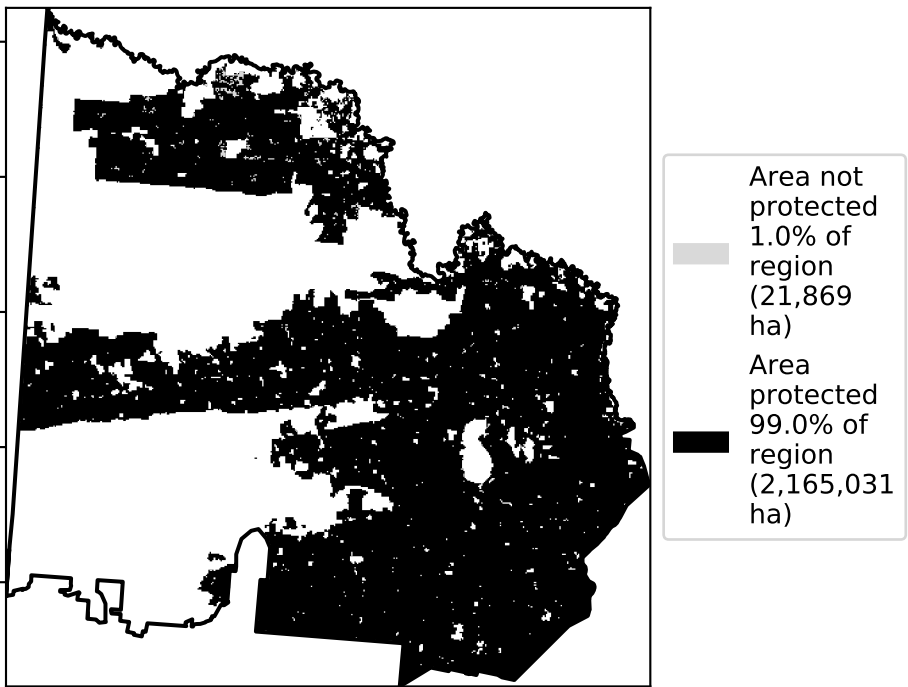 Area not
protected
1.0% of
region
(21,869
ha)
Area
protected
99.0% of
region
(2,165,031
ha)